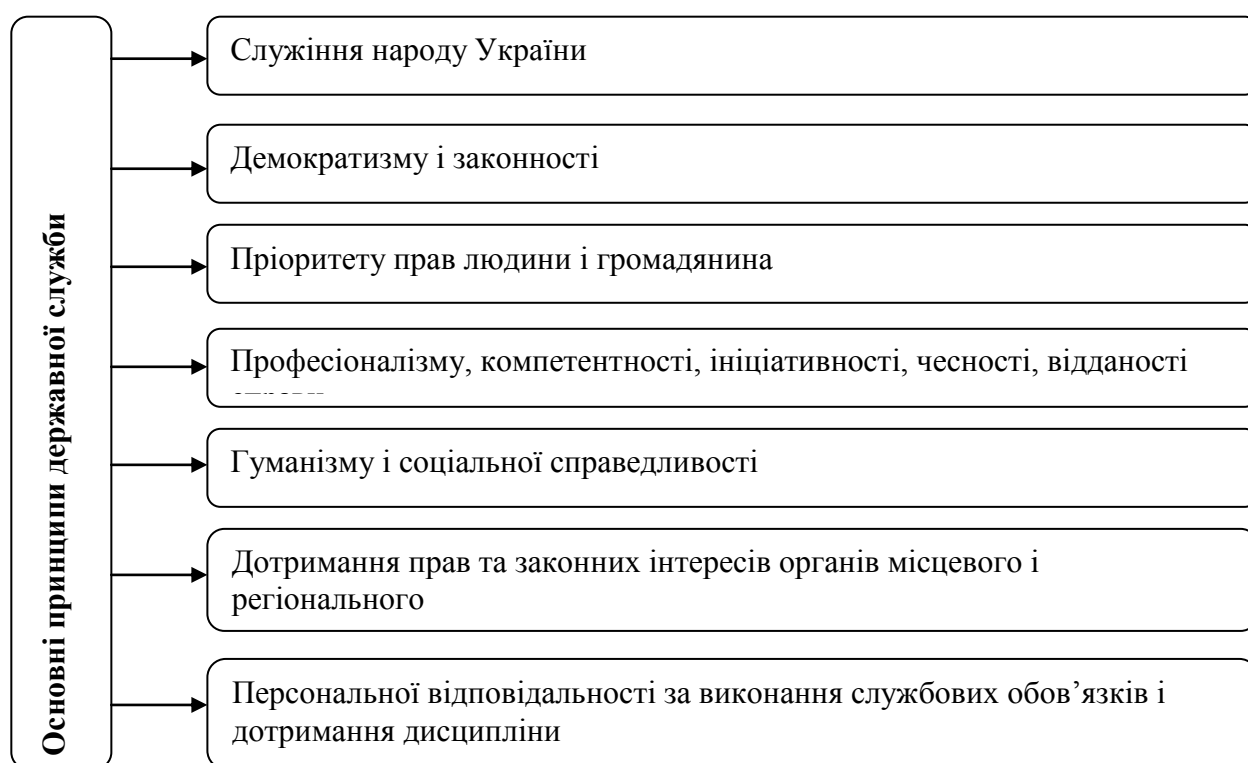 Основні принципи державної служби
Служіння народу України
Демократизму і законності
Пріоритету прав людини і громадянина
Професіоналізму, компетентності, ініціативності, чесності, відданості
Гуманізму і соціальної справедливості
Дотримання прав та законних інтересів органів місцевого і
регіонального
Персональної відповідальності за виконання службових обов’язків і
дотримання дисципліни